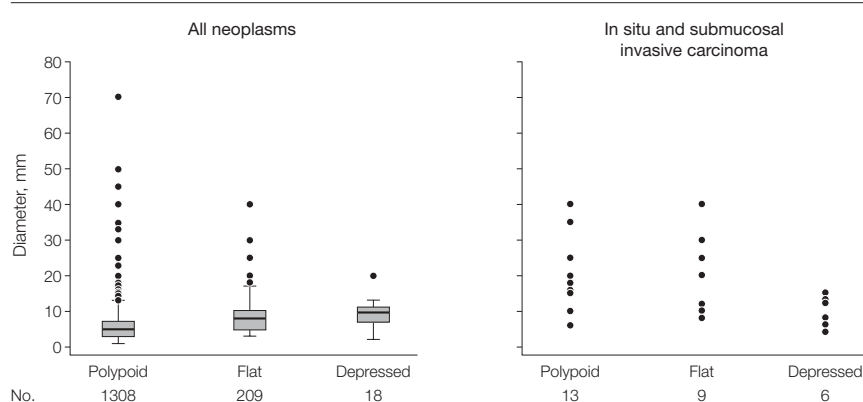 All neoplasms
In situ and submucosal
invasive carcinoma
Diameter, mm
80
70
60
50
40
30
20
10
0
Polypoid Flat Depressed Polypoid Flat Depressed
No. 1308 209 18 13 9 6